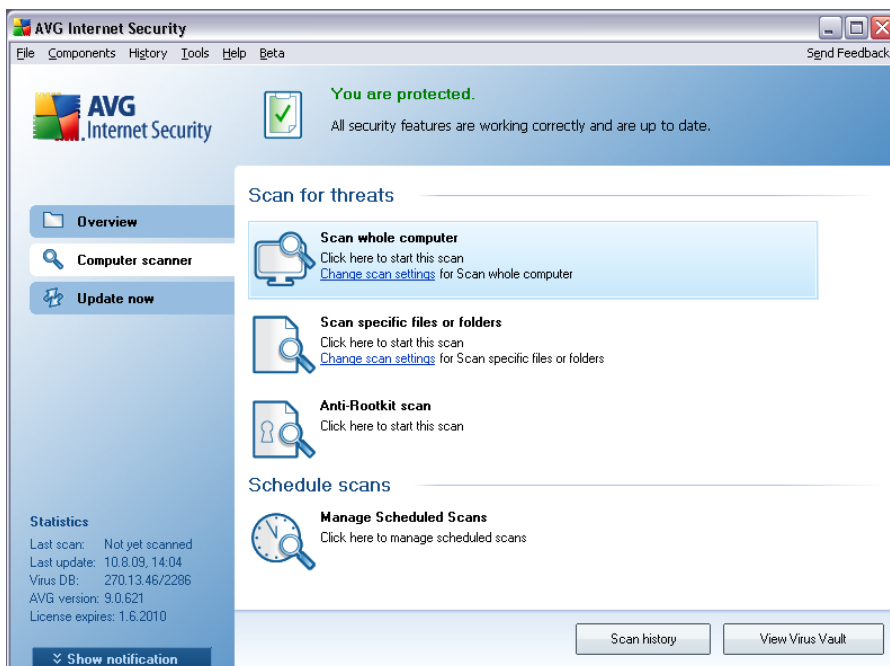 AVG Internet Security
File Components History Tools Help Beta
Send Feedback
AVG
Internet Security
You are protected.
All security features are working correctly and are up to date.
Overview
Computer scanner
Update now
Scan for threats
Scan whole computer
Click here to start this scan
Change scan settings for Scan whole computer
Scan specific files or folders
Click here to start this scan
Change scan settings for Scan specific files or folders
Anti-Rootkit scan
Click here to start this scan
Schedule scans
Manage Scheduled Scans
Click here to manage scheduled scans
Statistics
Last scan: Not yet scanned
Last update: 10.8.09, 14:04
Virus DB: 270.13.46/2286
AVG version: 9.0.621
License expires: 1.6.2010
Show notification
Scan history
View Virus Vault